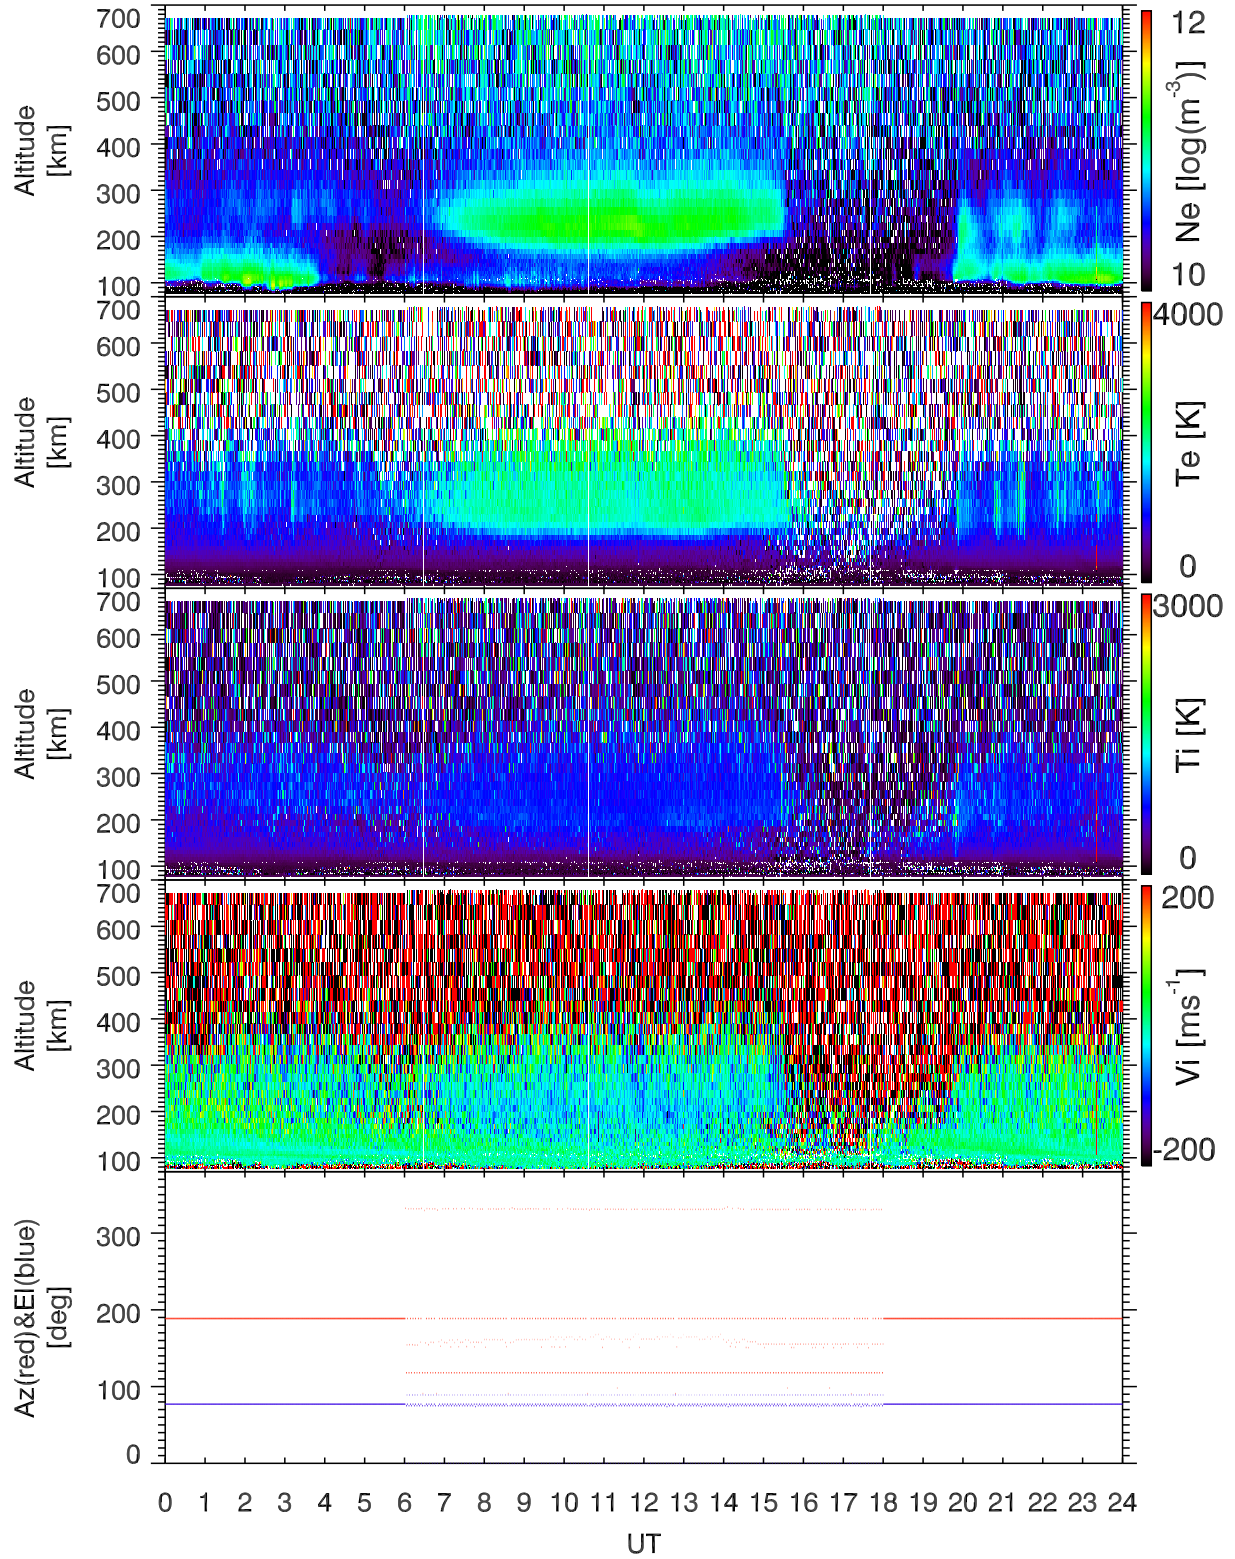 700
600
500
400
300
200
100
Altitude
[km]
12
10
Ne [log(m⁻³)]
700
600
500
400
300
200
100
Altitude
[km]
4000
0
Te [K]
700
600
500
400
300
200
100
Altitude
[km]
3000
0
Ti [K]
700
600
500
400
300
200
100
Altitude
[km]
200
-200
Vi [ms⁻¹]
300
200
100
0
Az(red)&El(blue)
[deg]
0 1 2 3 4 5 6 7 8 9 10 11 12 13 14 15 16 17 18 19 20 21 22 23 24
UT